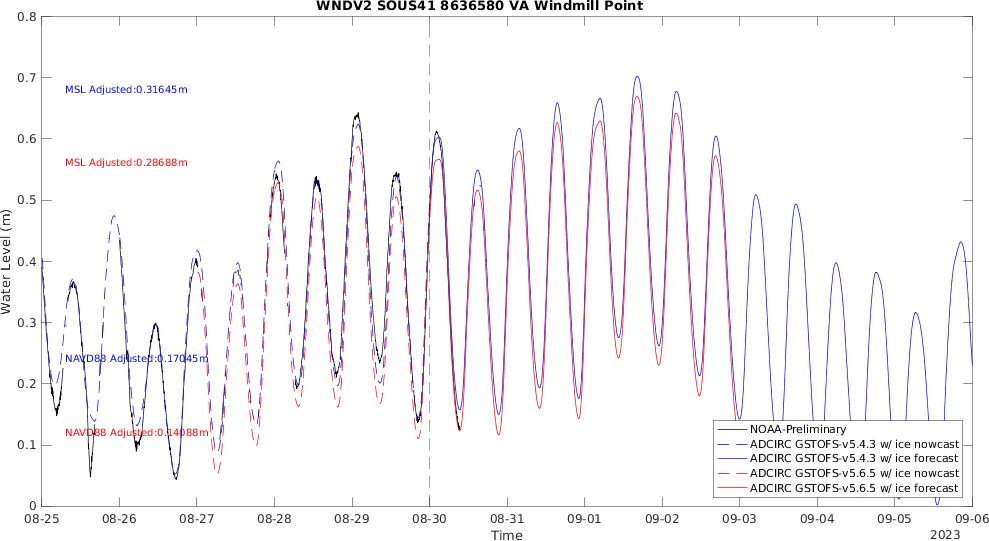 WNDV2 SOUS41 8636580 VA Windmill Point
0.8
0.7
0.6
0.5
0.4
0.3
0.2
0.1
0
Water Level (m)
MSL Adjusted:0.31645m
MSL Adjusted:0.28688m
NAVD88 Adjusted:0.17045m
NAVD88 Adjusted:0.14088m
NOAA-Preliminary
ADCIRC GSTOFS-v5.4.3 w/ ice nowcast
ADCIRC GSTOFS-v5.4.3 w/ ice forecast
ADCIRC GSTOFS-v5.6.5 w/ ice nowcast
ADCIRC GSTOFS-v5.6.5 w/ ice forecast
08-25 08-26 08-27 08-28 08-29 08-30 08-31 09-01 09-02 09-03 09-04 09-05 09-06
Time
2023